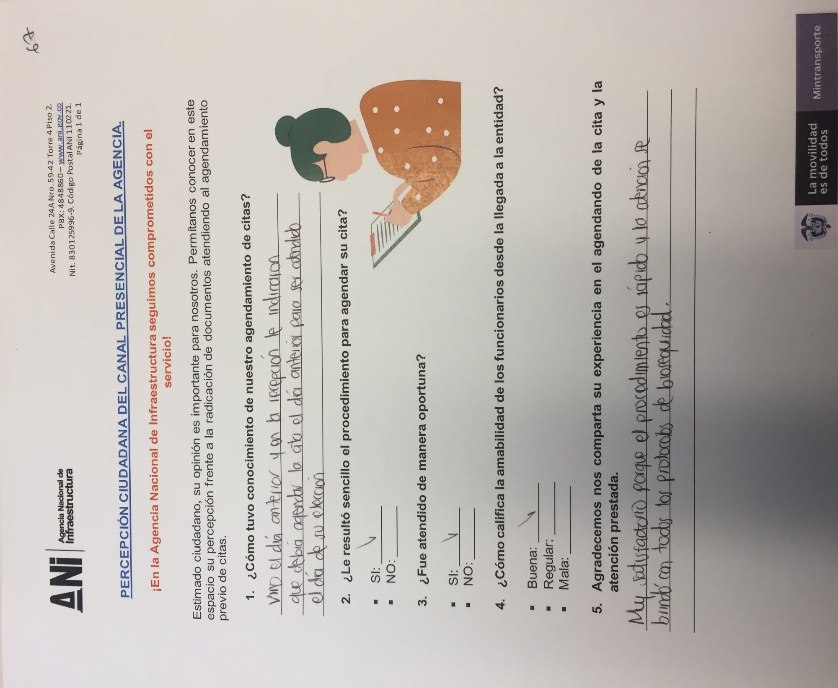 67
ANI
Agencia Nacional de
Infraestructura
Avenida Calle 24A Nro. 59-42 Torre 4 Piso 2.
PBX: 4848860 – www.ani.gov.co
Nit. 830125996-9. Código Postal ANI 110221.
Página 1 de 1
PERCEPCIÓN CIUDADANA DEL CANAL PRESENCIAL DE LA AGENCIA.
¡En la Agencia Nacional de Infraestructura seguimos comprometidos con el
servicio!
Estimado ciudadano, su opinión es importante para nosotros. Permítanos conocer en este
espacio su percepción frente a la radicación de documentos atendiendo al agendamiento
previo de citas.
1. ¿Cómo tuvo conocimiento de nuestro agendamiento de citas?
Vino el día anterior y en la recepción le indicaron
que debía agendar la cita el día anterior para ser atendido
el día de su elección
2. ¿Le resultó sencillo el procedimiento para agendar su cita?
▪ SI: ✓
▪ NO:
3. ¿Fue atendido de manera oportuna?
▪ SI: ✓
▪ NO:
4. ¿Cómo califica la amabilidad de los funcionarios desde la llegada a la entidad?
▪ Buena: ✓
▪ Regular:
▪ Mala:
5. Agradecemos nos comparta su experiencia en el agendando de la cita y la
atención prestada.
My satisfactorio porque el procedimiento es rápido y la atención se
brindó con todos los protocolos de bioseguridad.
La movilidad
es de todos
Mintransporte